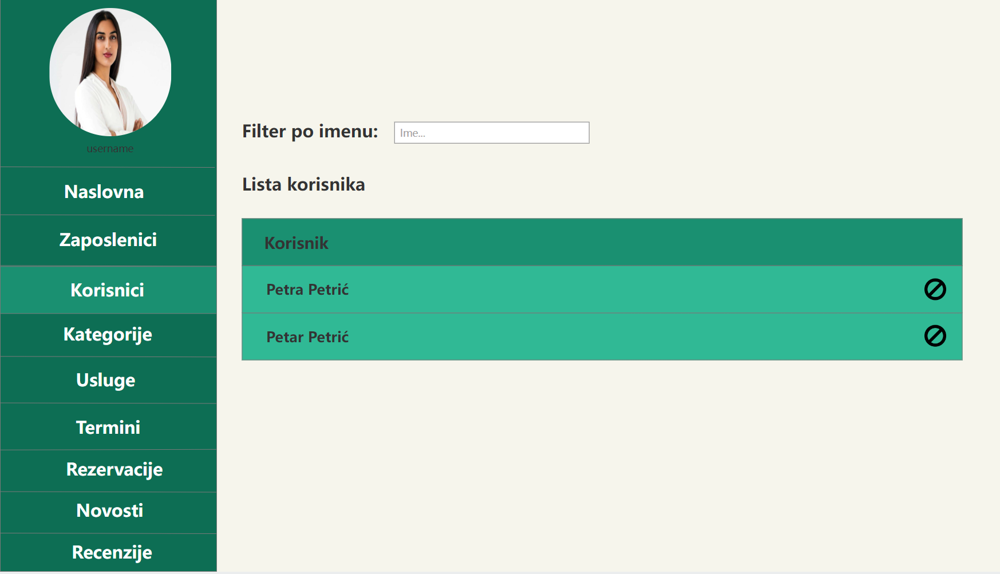 username
Naslovna
Zaposlenici
Korisnici
Kategorije
Usluge
Termini
Rezervacije
Novosti
Recenzije
Filter po imenu: Ime...
Lista korisnika
Korisnik
Petra Petrić
Petar Petrić